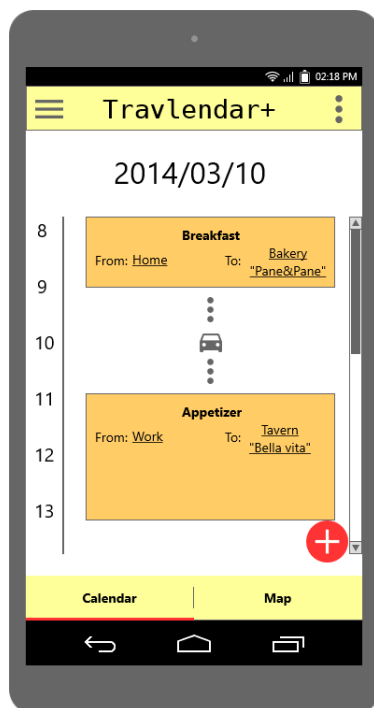 02:18 PM
Travlendar+
2014/03/10
8
Breakfast
From: Home To: Bakery
"Pane&Pane"
9
10
11
Appetizer
From: Work To: Tavern
"Bella vita"
12
13
Calendar Map